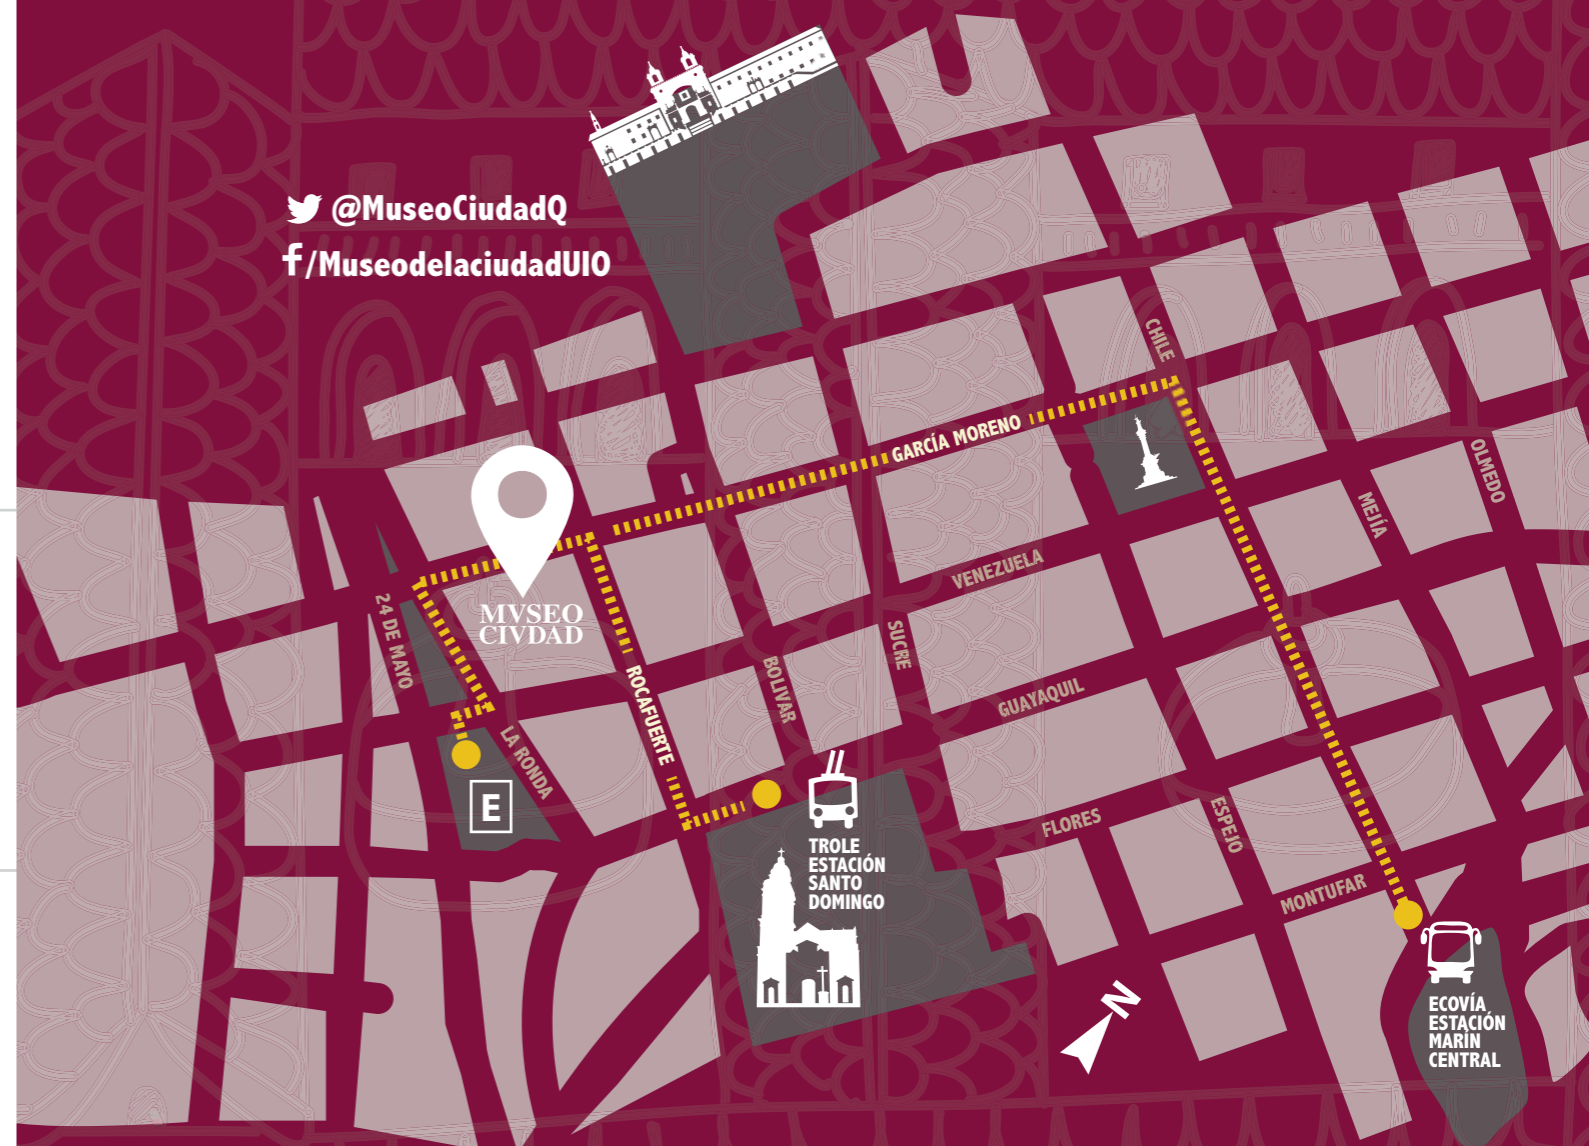 @MuseoCiudadQ
f/MuseodelaciudadUIO
CHILE
GARCÍA MORENO
OLMEDO
MEJÍA
VENEZUELA
24 DE MAYO
MVSEO
CIVDAD
SUCRE
BOLIVAR
ROCAFUERTE
GUAYAQUIL
LA RONDA
E
FLORES
ESPEJO
TROLE
ESTACIÓN
SANTO
DOMINGO
MONTUFAR
N
ECOVÍA
ESTACIÓN
MARÍN
CENTRAL